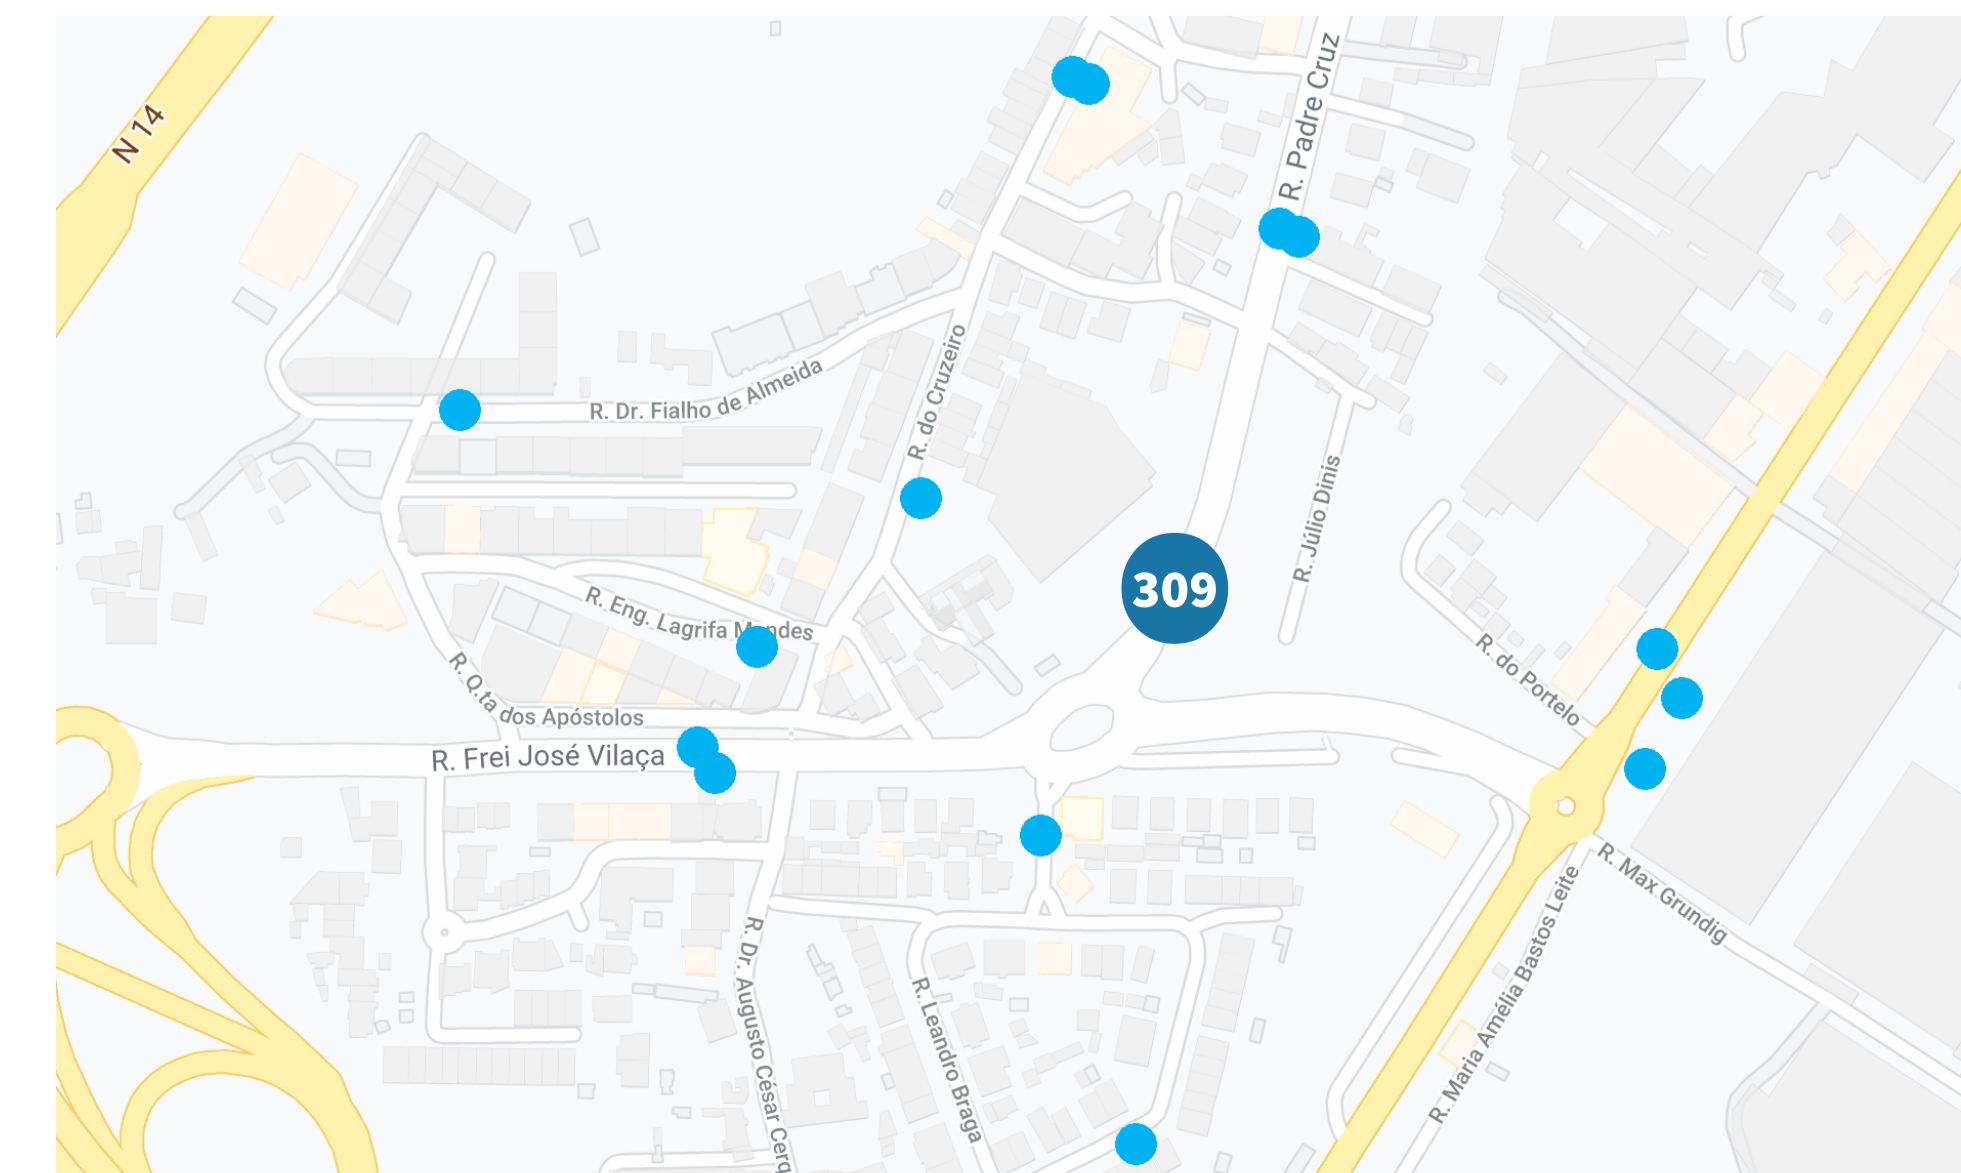 R. Padre Cruz
N 14
R. Dr. Fialho de Almeida
R. do Cruzeiro
R. Júlio Dinis
309
R. Eng. Lagrifa Mendes
R. do Portelo
R. Q.ta dos Apóstolos
R. Frei José Vilaça
R. Max Grundig
R. Maria Amélia Bastos Leite
R. Dr. Augusto César Cerq
R. Leandro Braga